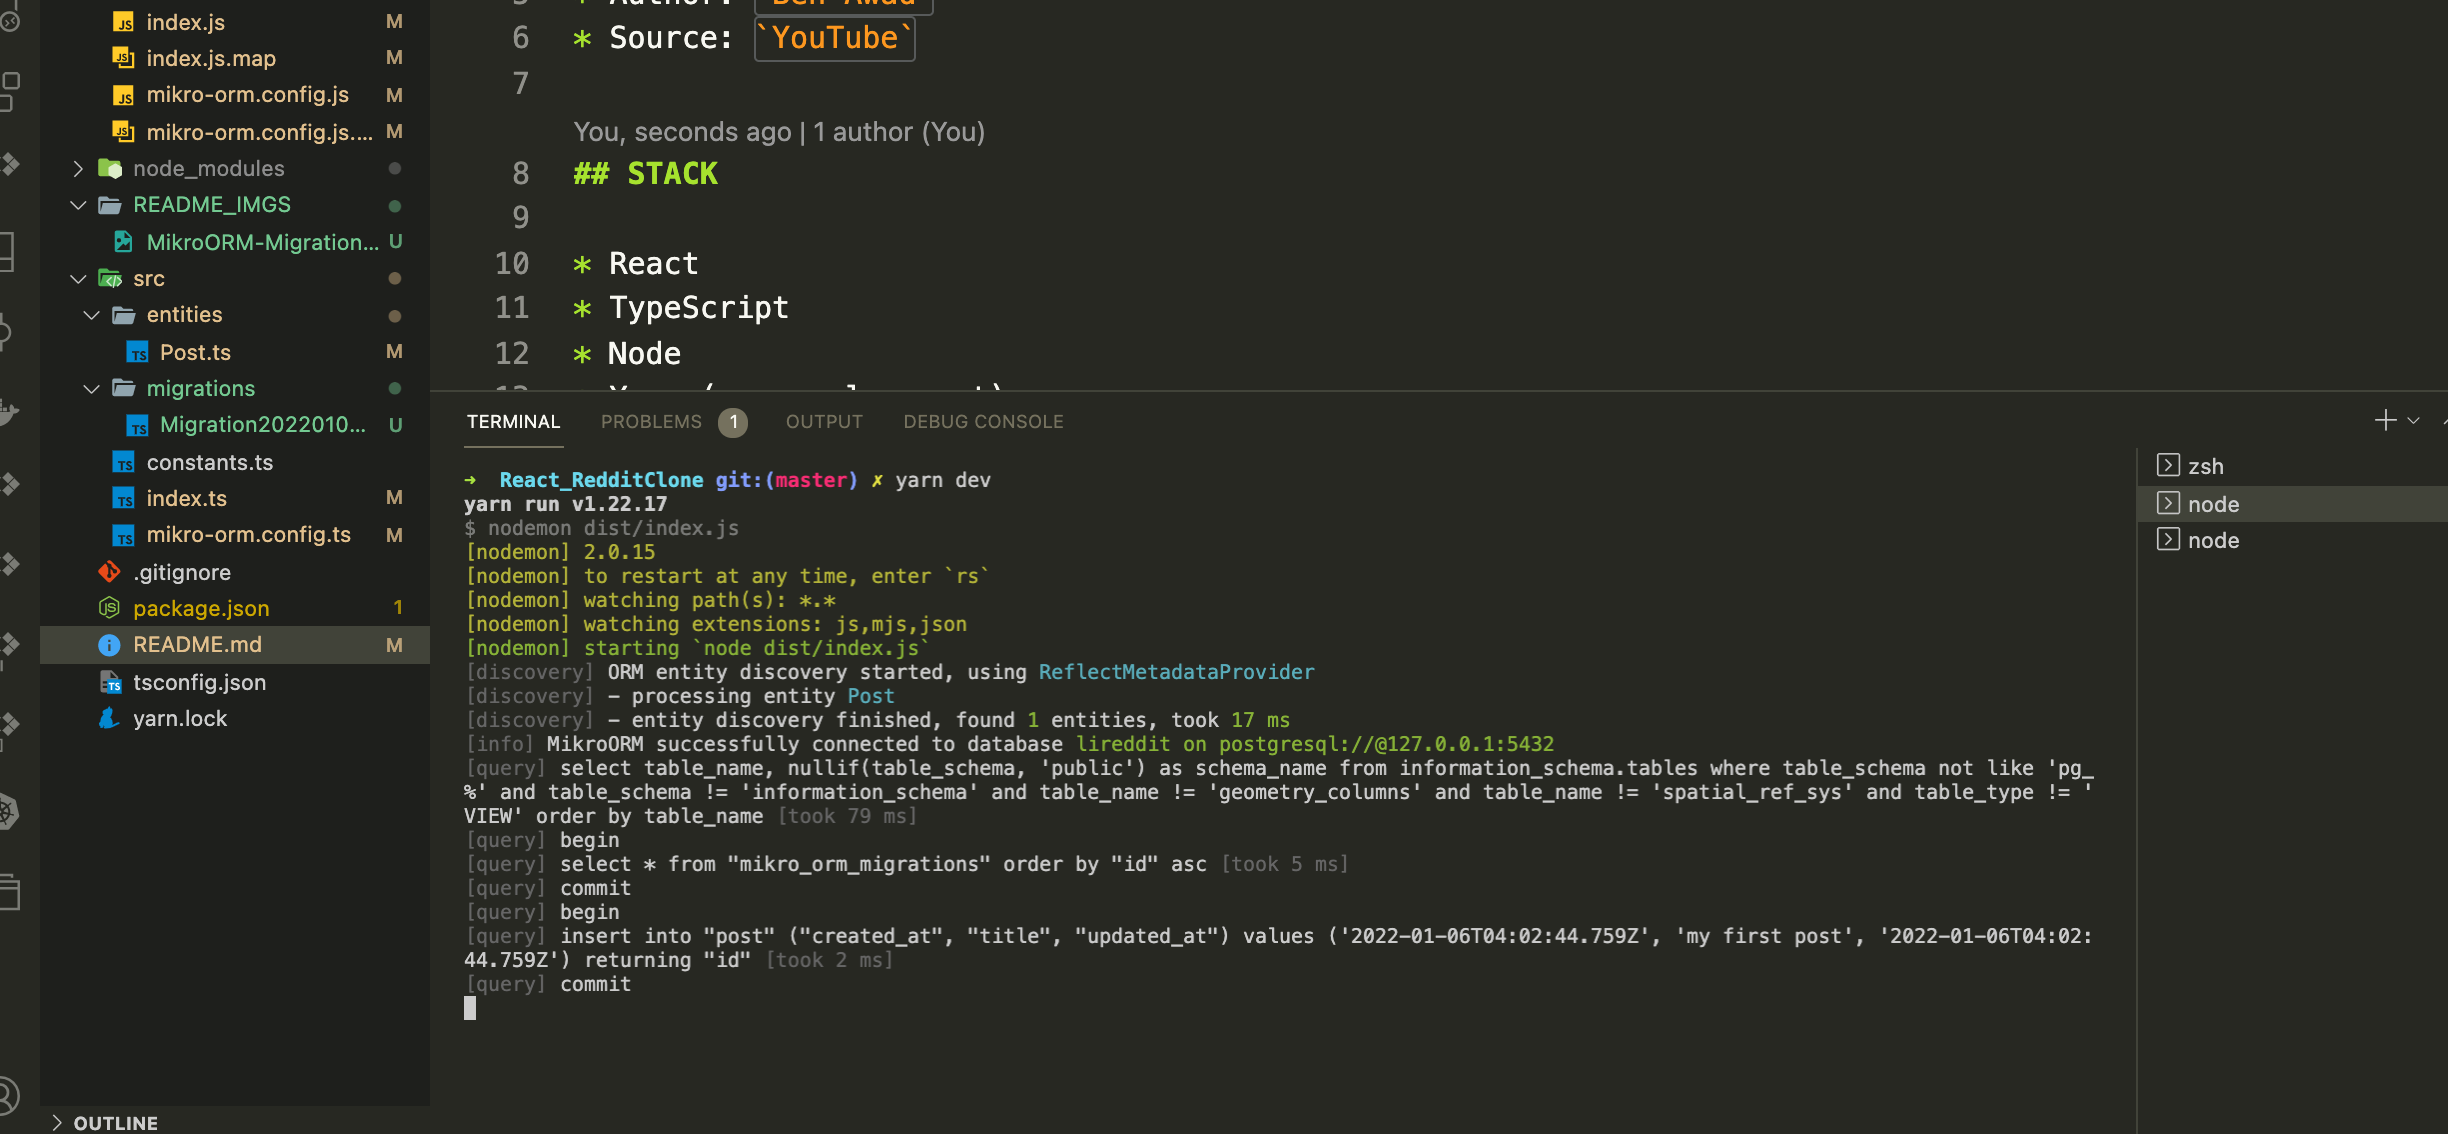 index.js M
index.js.map M
mikro-orm.config.js M
mikro-orm.config.js.... M
node_modules
README_IMGS
MikroORM-Migration... U
src
entities
Post.ts M
migrations
Migration2022010... U
constants.ts
index.ts M
mikro-orm.config.ts M
.gitignore
package.json 1
README.md M
tsconfig.json
yarn.lock
OUTLINE
* Author: `Ben Awad`
6 * Source: `YouTube`
7
You, seconds ago | 1 author (You)
8 ## STACK
9
10 * React
11 * TypeScript
12 * Node
13
TERMINAL PROBLEMS 1 OUTPUT DEBUG CONSOLE
➜ React_RedditClone git:(master) ✗ yarn dev
yarn run v1.22.17
$ nodemon dist/index.js
[nodemon] 2.0.15
[nodemon] to restart at any time, enter `rs`
[nodemon] watching path(s): *.*
[nodemon] watching extensions: js,mjs,json
[nodemon] starting `node dist/index.js`
[discovery] ORM entity discovery started, using ReflectMetadataProvider
[discovery] - processing entity Post
[discovery] - entity discovery finished, found 1 entities, took 17 ms
[info] MikroORM successfully connected to database lireddit on postgresql://@127.0.0.1:5432
[query] select table_name, nullif(table_schema, 'public') as schema_name from information_schema.tables where table_schema not like 'pg_
%' and table_schema != 'information_schema' and table_name != 'geometry_columns' and table_name != 'spatial_ref_sys' and table_type != '
VIEW' order by table_name [took 79 ms]
[query] begin
[query] select * from "mikro_orm_migrations" order by "id" asc [took 5 ms]
[query] commit
[query] begin
[query] insert into "post" ("created_at", "title", "updated_at") values ('2022-01-06T04:02:44.759Z', 'my first post', '2022-01-06T04:02:
44.759Z') returning "id" [took 2 ms]
[query] commit
zsh
node
node